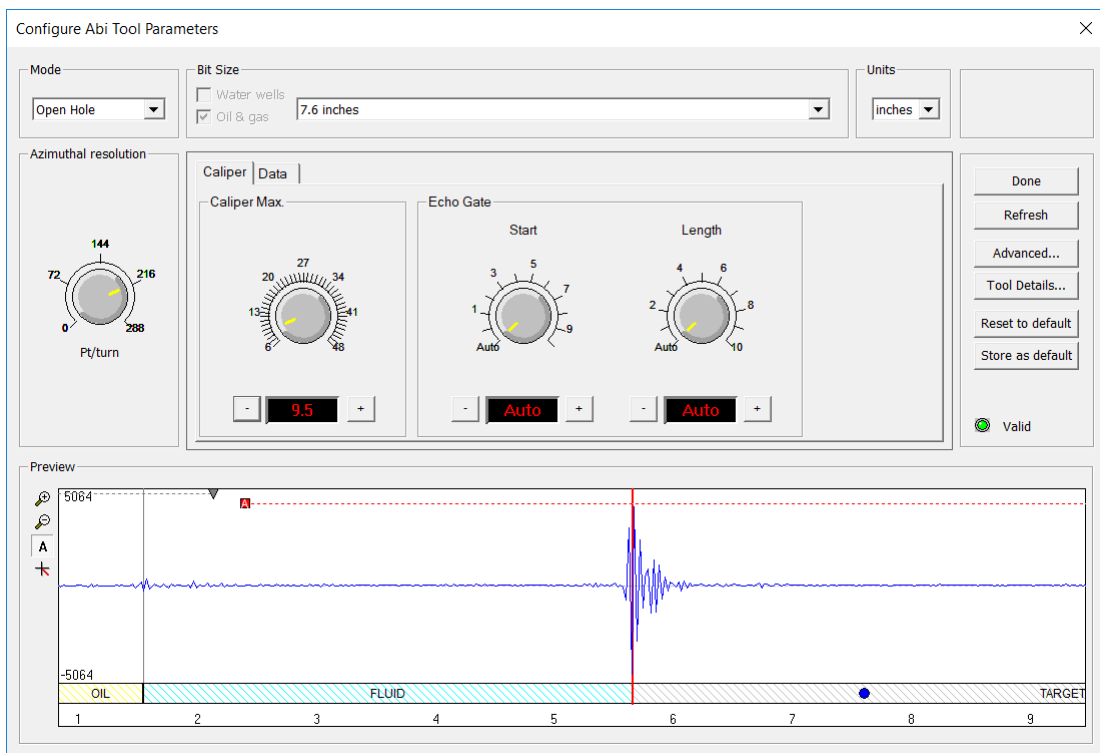 Configure Abi Tool Parameters
Mode
Open Hole
Bit Size
Water wells
Oil & gas
7.6 inches
Units
inches
Azimuthal resolution
0
72
144
216
288
Pt/turn
Caliper
Data
Caliper Max.
6
13
20
27
34
41
48
-
9.5
+
Echo Gate
Start
Auto
1
3
5
7
9
-
Auto
+
Length
Auto
2
4
6
8
10
-
Auto
+
Done
Refresh
Advanced...
Tool Details...
Reset to default
Store as default
Valid
Preview
A
5064
A
-5064
OIL
FLUID
TARGET
1 2 3 4 5 6 7 8 9